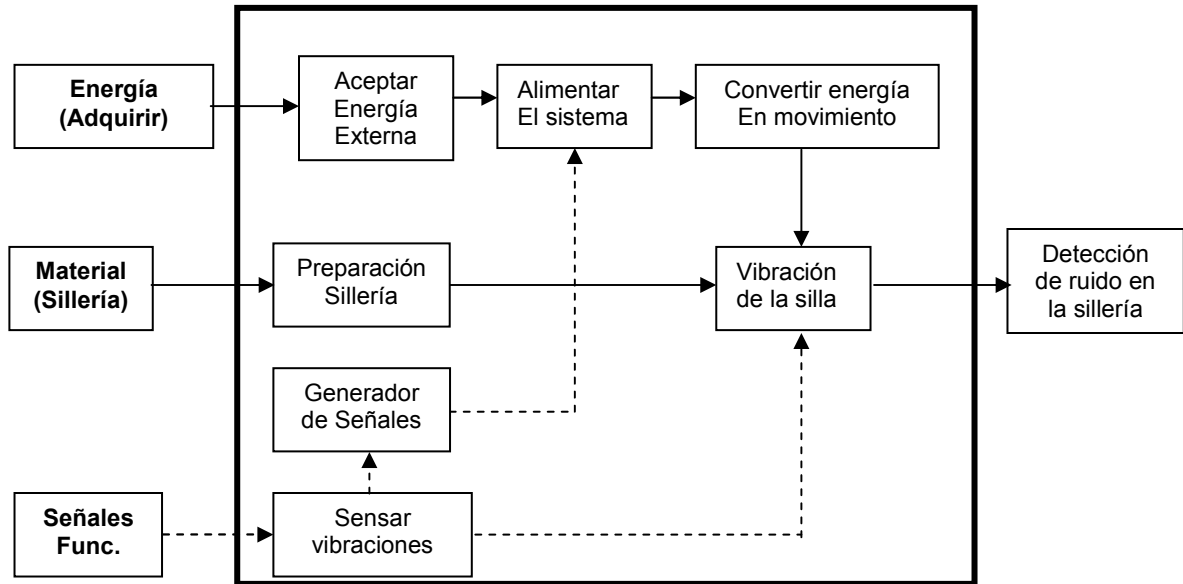 Energía
(Adquirir)
Aceptar
Energía
Externa
Alimentar
El sistema
Convertir energía
En movimiento
Material
(Sillería)
Preparación
Sillería
Vibración
de la silla
Detección
de ruido en
la sillería
Generador
de Señales
Señales
Func.
Sensar
vibraciones